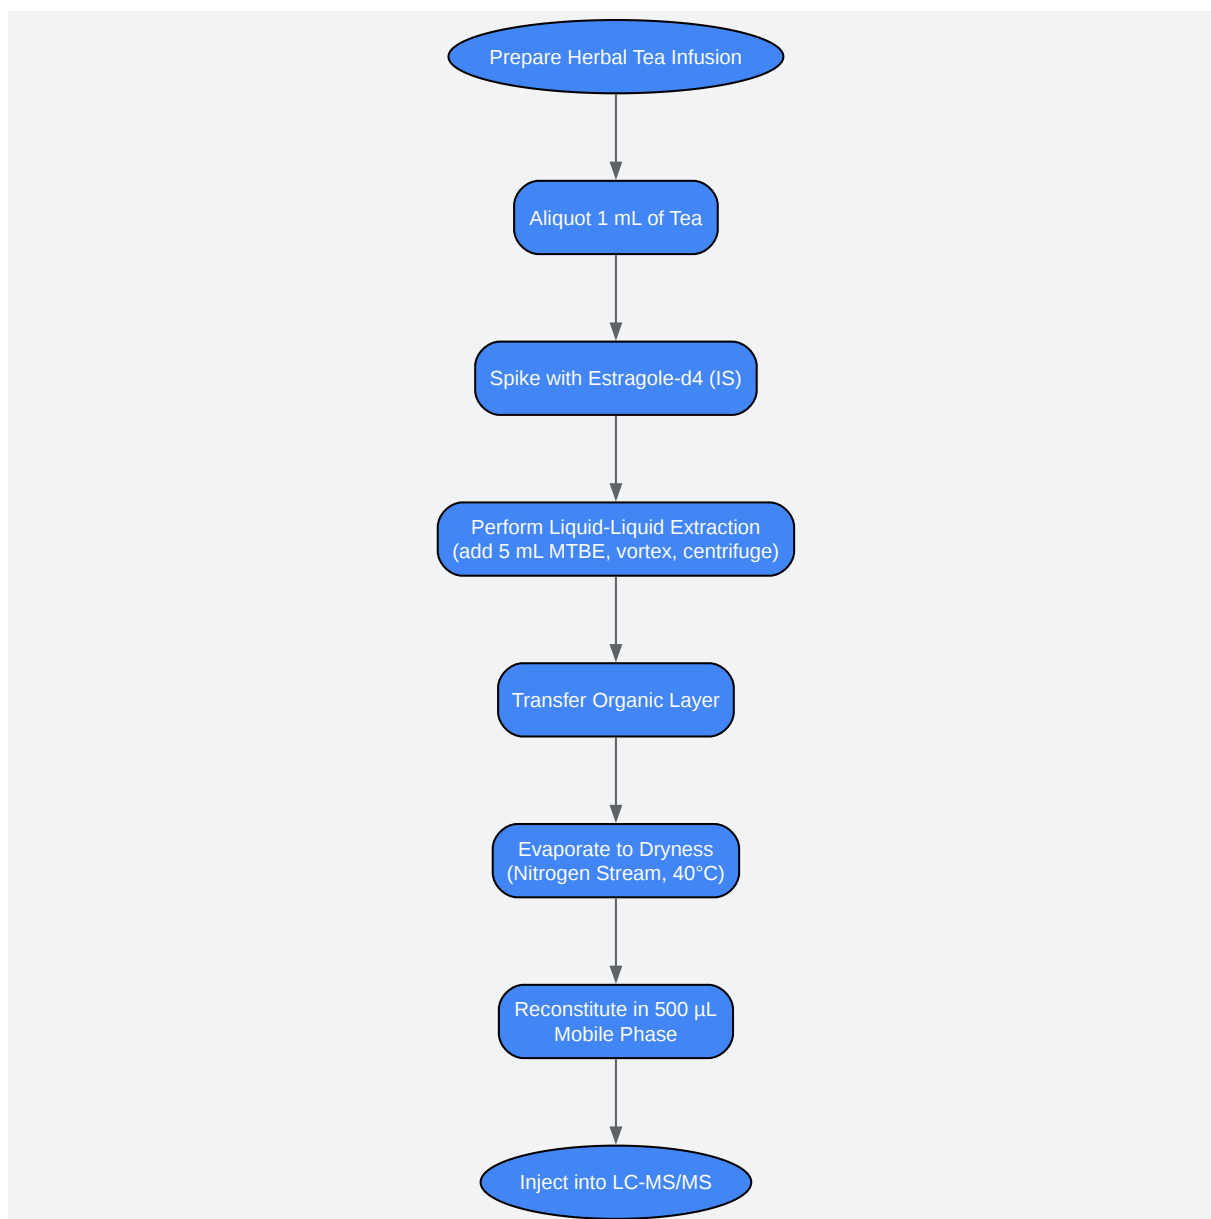 Prepare Herbal Tea Infusion
Aliquot 1 mL of Tea
Spike with Estragole-d4 (IS)
Perform Liquid-Liquid Extraction
(add 5 mL MTBE, vortex, centrifuge)
Transfer Organic Layer
Evaporate to Dryness
(Nitrogen Stream, 40°C)
Reconstitute in 500 µL
Mobile Phase
Inject into LC-MS/MS